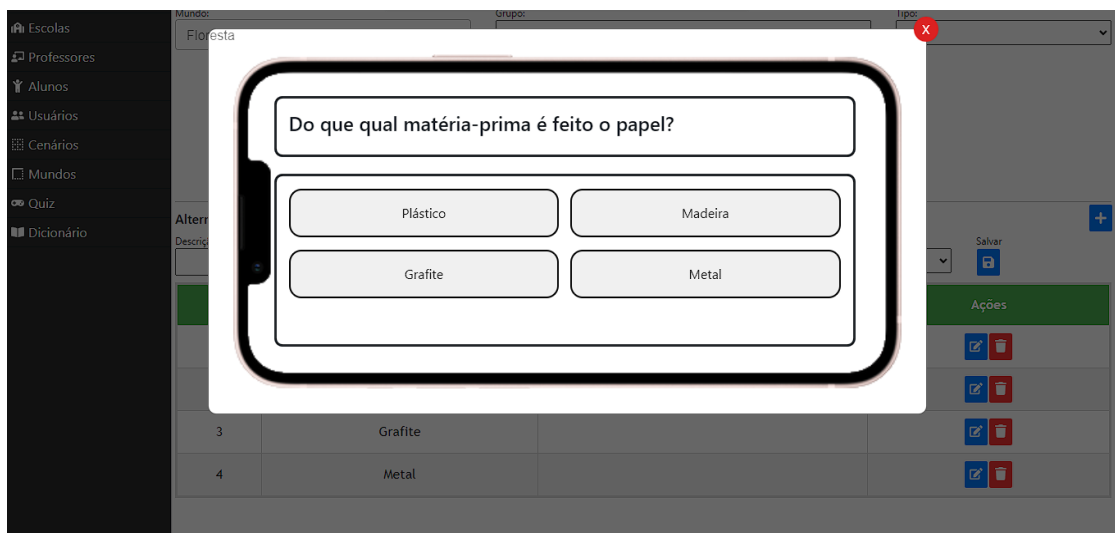 Escolas
Professores
Alunos
Usuários
Cenários
Mundos
Quiz
Dicionário
Mundo:
Grupo:
Tipo:
Floresta
X
Do que qual matéria-prima é feito o papel?
Plástico
Madeira
Grafite
Metal
Salvar
Ações
3
Grafite
4
Metal